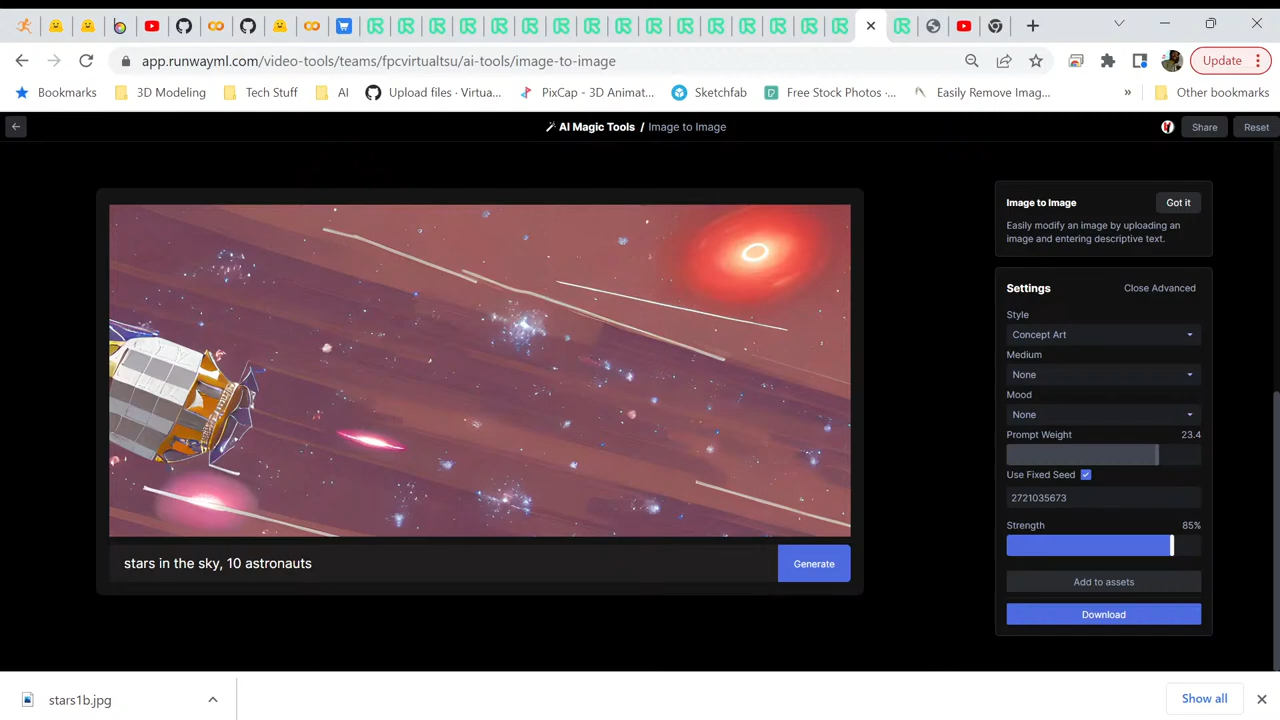 app.runwayml.com/video-tools/teams/fpcvirtualtsu/ai-tools/image-to-image
Update
Bookmarks
3D Modeling
Tech Stuff
AI
Upload files · Virtua...
PixCap - 3D Animat...
Sketchfab
Free Stock Photos ·...
Easily Remove Imag...
»
Other bookmarks
AI Magic Tools / Image to Image
Share
Reset
Image to Image
Got it
Easily modify an image by uploading an
image and entering descriptive text.
Settings
Close Advanced
Style
Concept Art
Medium
None
Mood
None
Prompt Weight
23.4
Use Fixed Seed
2721035673
Strength
85%
stars in the sky, 10 astronauts
Generate
Add to assets
Download
stars1b.jpg
Show all